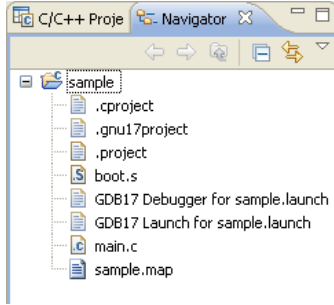 C/C++ Proje Navigator
sample
.cproject
.gnu17project
.project
boot.s
GDB17 Debugger for sample.launch
GDB17 Launch for sample.launch
main.c
sample.map